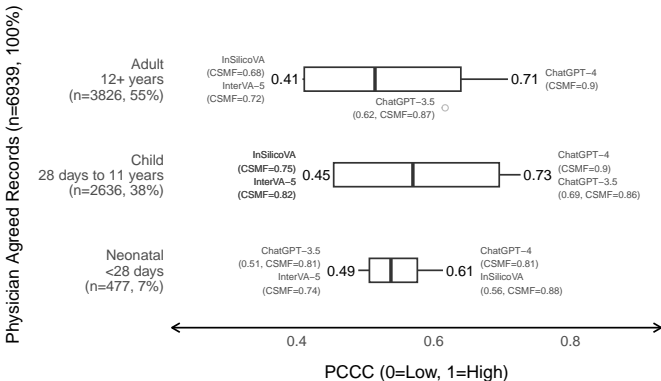 Physician Agreed Records (n=6939, 100%)
Adult
12+ years
(n=3826, 55%)
InSilicoVA
(CSMF=0.68)
InterVA−5
(CSMF=0.72)
0.41
0.71
ChatGPT−4
(CSMF=0.9)
ChatGPT−3.5
(0.62, CSMF=0.87)
Child
28 days to 11 years
(n=2636, 38%)
InSilicoVA
(CSMF=0.75)
InterVA−5
(CSMF=0.82)
0.45
0.73
ChatGPT−4
(CSMF=0.9)
ChatGPT−3.5
(0.69, CSMF=0.86)
Neonatal
<28 days
(n=477, 7%)
ChatGPT−3.5
(0.51, CSMF=0.81)
InterVA−5
(CSMF=0.74)
0.49
0.61
ChatGPT−4
(CSMF=0.81)
InSilicoVA
(0.56, CSMF=0.88)
0.4 0.6 0.8
PCCC (0=Low, 1=High)